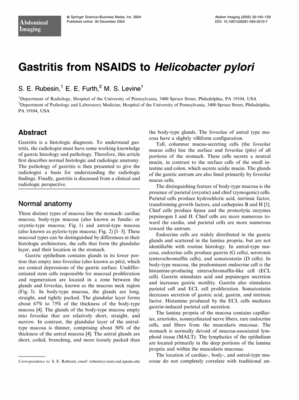 Abdominal
Imaging
© Springer Science+Business Media, Inc. 2004
Published online: 20 December 2004
Abdom Imaging (2005) 30:142–159
DOI: 10.1007/s00261-004-0215-7
Gastritis from NSAIDS to Helicobacter pylori
S. E. Rubesin,¹ E. E. Furth,² M. S. Levine¹
¹Department of Radiology, Hospital of the University of Pennsylvania, 3400 Spruce Street, Philadelphia, PA 19104, USA
²Department of Pathology and Laboratory Medicine, Hospital of the University of Pennsylvania, 3400 Spruce Street, Philadelphia,
PA 19104, USA
Abstract
Gastritis is a histologic diagnosis. To understand gas-
tritis, the radiologist must have some working knowledge
of gastric histology and pathology. Therefore, this article
first describes normal histologic and radiologic anatomy.
The pathology of gastritis is then presented to give the
radiologist a basis for understanding the radiologic
findings. Finally, gastritis is discussed from a clinical and
radiologic perspective.
Normal anatomy
Three distinct types of mucosa line the stomach: cardiac
mucosa, body-type mucosa (also known as fundic- or
oxyntic-type mucosa; Fig. 1) and antral-type mucosa
(also known as pyloric-type mucosa; Fig. 2) [1–3]. These
mucosal types can be distinguished by differences in their
histologic architecture, the cells that form the glandular
layer, and their location in the stomach.
Gastric epithelium contains glands in its lower por-
tion that empty into foveolae (also known as pits), which
are conical depressions of the gastric surface. Undiffer-
entiated stem cells responsible for mucosal proliferation
and regeneration are located in a zone between the
glands and foveolae, known as the mucous neck region
(Fig. 3). In body-type mucosa, the glands are long,
straight, and tightly packed. The glandular layer forms
about 67% to 75% of the thickness of the body-type
mucosa [4]. The glands of the body-type mucosa empty
into foveolae that are relatively short, straight, and
narrow. In contrast, the glandular layer of the antral-
type mucosa is thinner, comprising about 50% of the
thickness of the antral mucosa [4]. The antral glands are
short, coiled, branching, and more loosely packed than
Correspondence to: S. E. Rubesin; email: rubesin@oasis.rad.upenn.edu
the body-type glands. The foveolae of antral type mu-
cosa have a slightly villiform configuration.
Tall, columnar mucus-secreting cells (the foveolar
mucus cells) line the surface and foveolae (pits) of all
portions of the stomach. These cells secrete a neutral
mucin, in contrast to the surface cells of the small in-
testine and colon, which secrete acidic mucin. The glands
of the gastric antrum are also lined primarily by foveolar
mucus cells.
The distinguishing feature of body-type mucosa is the
presence of parietal (oxyntic) and chief (zymogenic) cells.
Parietal cells produce hydrochloric acid, intrinsic factor,
transforming growth factors, and cathepsins B and H [1].
Chief cells produce lipase and the proteolytic enzymes
pepsinogen I and II. Chief cells are more numerous to-
ward the cardia, and parietal cells are more numerous
toward the antrum.
Endocrine cells are widely distributed in the gastric
glands and scattered in the lamina propria, but are not
identifiable with routine histology. In antral-type mu-
cosa, endocrine cells produce gastrin (G cells), serotonin
(enterochromaffin cells), and somatostatin (D cells). In
body-type mucosa, the predominant endocrine cell is the
histamine-producing enterochromaffin-like cell (ECL
cell). Gastrin stimulates acid and pepsinogen secretion
and increases gastric motility. Gastrin also stimulates
parietal cell and ECL cell proliferation. Somatostatin
decreases secretion of gastric acid, gastrin, and intrinsic
factor. Histamine produced by the ECL cells mediates
gastrin-induced parietal cell secretion.
The lamina propria of the mucosa contains capillar-
ies, arterioles, nonmyelinated nerve fibers, rare endocrine
cells, and fibers from the muscularis mucosae. The
stomach is normally devoid of mucosa-associated lym-
phoid tissue (MALT). The lymphatics of the epithelium
are located primarily in the deep portions of the lamina
propria and within the muscularis mucosae.
The location of cardiac-, body-, and antral-type mu-
cosae do not completely correlate with traditional an-